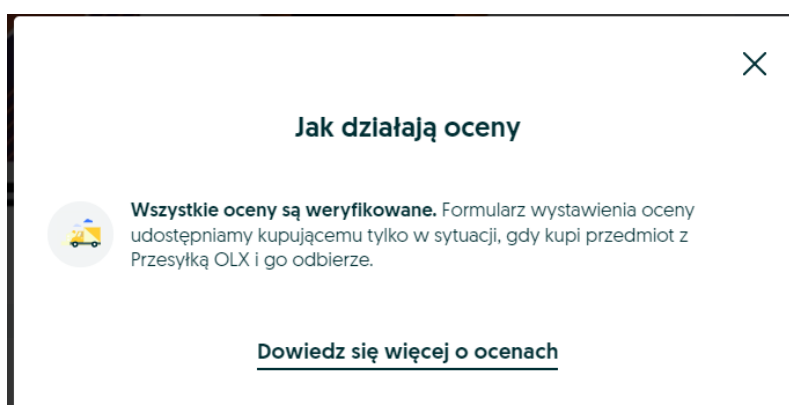 Jak działają oceny
Wszystkie oceny są weryfikowane. Formularz wystawienia oceny
udostępniamy kupującemu tylko w sytuacji, gdy kupi przedmiot z
Przesyłką OLX i go odbierze.
Dowiedz się więcej o ocenach